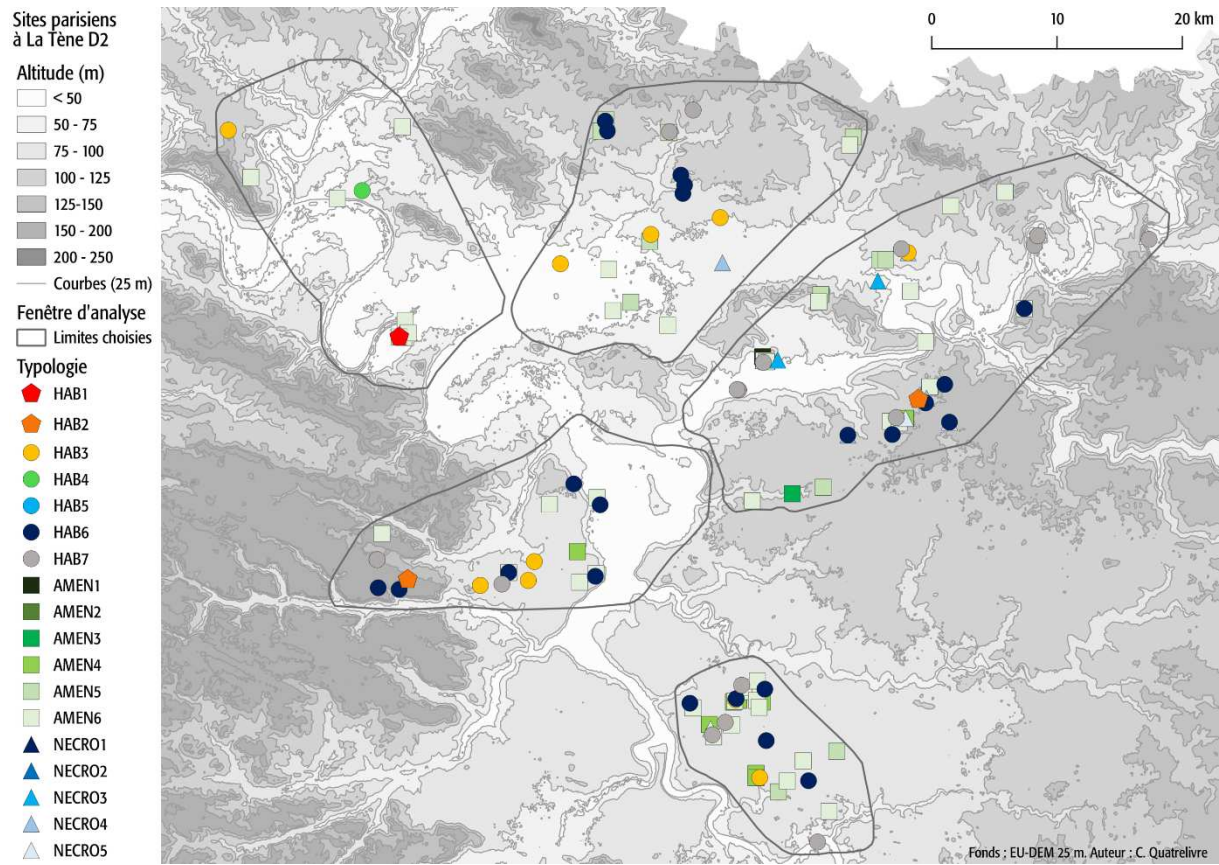 Sites parisiens
à La Tène D2
Altitude (m)
< 50
50 - 75
75 - 100
100 - 125
125-150
150 - 200
200 - 250
Courbes (25 m)
Fenêtre d'analyse
Limites choisies
Typologie
HAB1
HAB2
HAB3
HAB4
HAB5
HAB6
HAB7
AMEN1
AMEN2
AMEN3
AMEN4
AMEN5
AMEN6
NECRO1
NECRO2
NECRO3
NECRO4
NECRO5
0 10 20 km
Fonds ; EU-DEM 25 m. Auteur : C. Quatrelivre